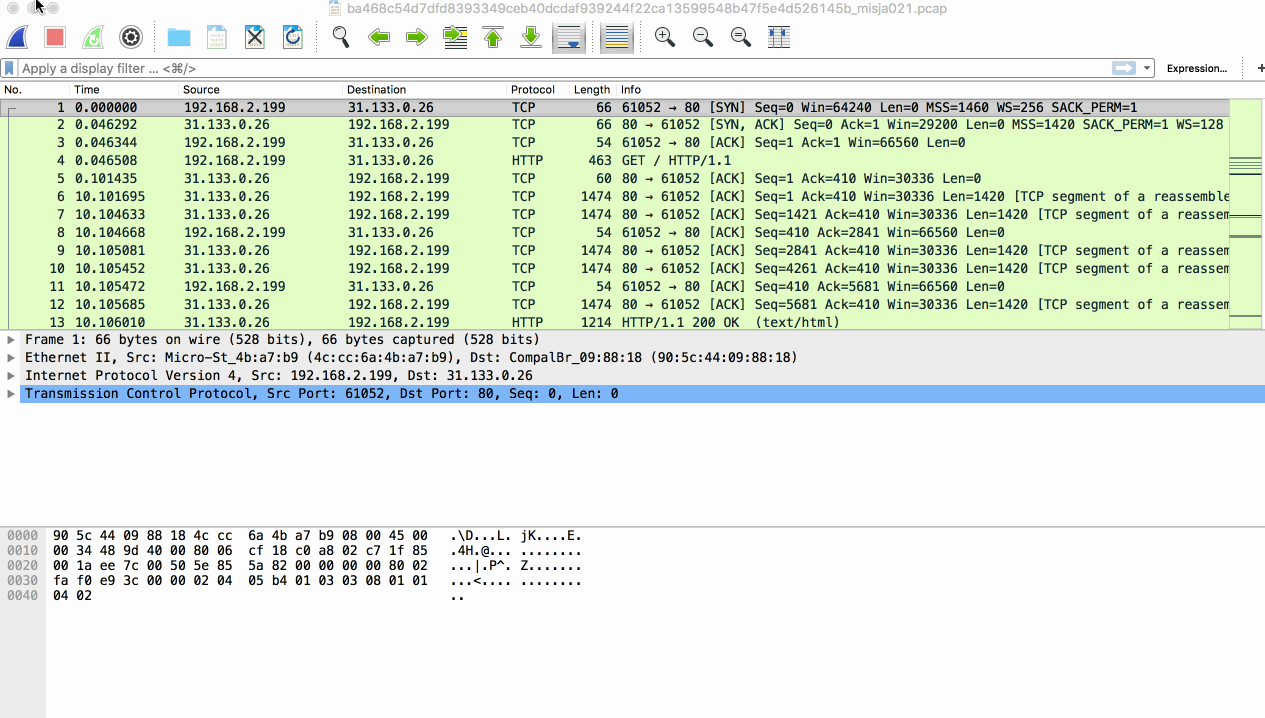 ba468c54d7dfd8393349ceb40dcdaf939244f22ca13599548b47f5e4d526145b_misja021.pcap
Apply a display filter ... <⌘/> Expression... +
No. Time Source Destination Protocol Length Info
1 0.000000 192.168.2.199 31.133.0.26 TCP 66 61052 → 80 [SYN] Seq=0 Win=64240 Len=0 MSS=1460 WS=256 SACK_PERM=1
2 0.046292 31.133.0.26 192.168.2.199 TCP 66 80 → 61052 [SYN, ACK] Seq=0 Ack=1 Win=29200 Len=0 MSS=1420 SACK_PERM=1 WS=128
3 0.046344 192.168.2.199 31.133.0.26 TCP 54 61052 → 80 [ACK] Seq=1 Ack=1 Win=66560 Len=0
4 0.046508 192.168.2.199 31.133.0.26 HTTP 463 GET / HTTP/1.1
5 0.101435 31.133.0.26 192.168.2.199 TCP 60 80 → 61052 [ACK] Seq=1 Ack=410 Win=30336 Len=0
6 10.101695 31.133.0.26 192.168.2.199 TCP 1474 80 → 61052 [ACK] Seq=1 Ack=410 Win=30336 Len=1420 [TCP segment of a reassemble
7 10.104633 31.133.0.26 192.168.2.199 TCP 1474 80 → 61052 [ACK] Seq=1421 Ack=410 Win=30336 Len=1420 [TCP segment of a reassem
8 10.104668 192.168.2.199 31.133.0.26 TCP 54 61052 → 80 [ACK] Seq=410 Ack=2841 Win=66560 Len=0
9 10.105081 31.133.0.26 192.168.2.199 TCP 1474 80 → 61052 [ACK] Seq=2841 Ack=410 Win=30336 Len=1420 [TCP segment of a reassem
10 10.105452 31.133.0.26 192.168.2.199 TCP 1474 80 → 61052 [ACK] Seq=4261 Ack=410 Win=30336 Len=1420 [TCP segment of a reassem
11 10.105472 192.168.2.199 31.133.0.26 TCP 54 61052 → 80 [ACK] Seq=410 Ack=5681 Win=66560 Len=0
12 10.105685 31.133.0.26 192.168.2.199 TCP 1474 80 → 61052 [ACK] Seq=5681 Ack=410 Win=30336 Len=1420 [TCP segment of a reassem
13 10.106010 31.133.0.26 192.168.2.199 HTTP 1214 HTTP/1.1 200 OK (text/html)
Frame 1: 66 bytes on wire (528 bits), 66 bytes captured (528 bits)
Ethernet II, Src: Micro-St_4b:a7:b9 (4c:cc:6a:4b:a7:b9), Dst: CompalBr_09:88:18 (90:5c:44:09:88:18)
Internet Protocol Version 4, Src: 192.168.2.199, Dst: 31.133.0.26
Transmission Control Protocol, Src Port: 61052, Dst Port: 80, Seq: 0, Len: 0
0000 90 5c 44 09 88 18 4c cc 6a 4b a7 b9 08 00 45 00 .\D...L. jK....E.
0010 00 34 48 9d 40 00 80 06 cf 18 c0 a8 02 c7 1f 85 .4H.@... ........
0020 00 1a ee 7c 00 50 5e 85 5a 82 00 00 00 00 80 02 ...|.P^. Z.......
0030 fa f0 e9 3c 00 00 02 04 05 b4 01 03 03 08 01 01 ...<.... ........
0040 04 02 ..